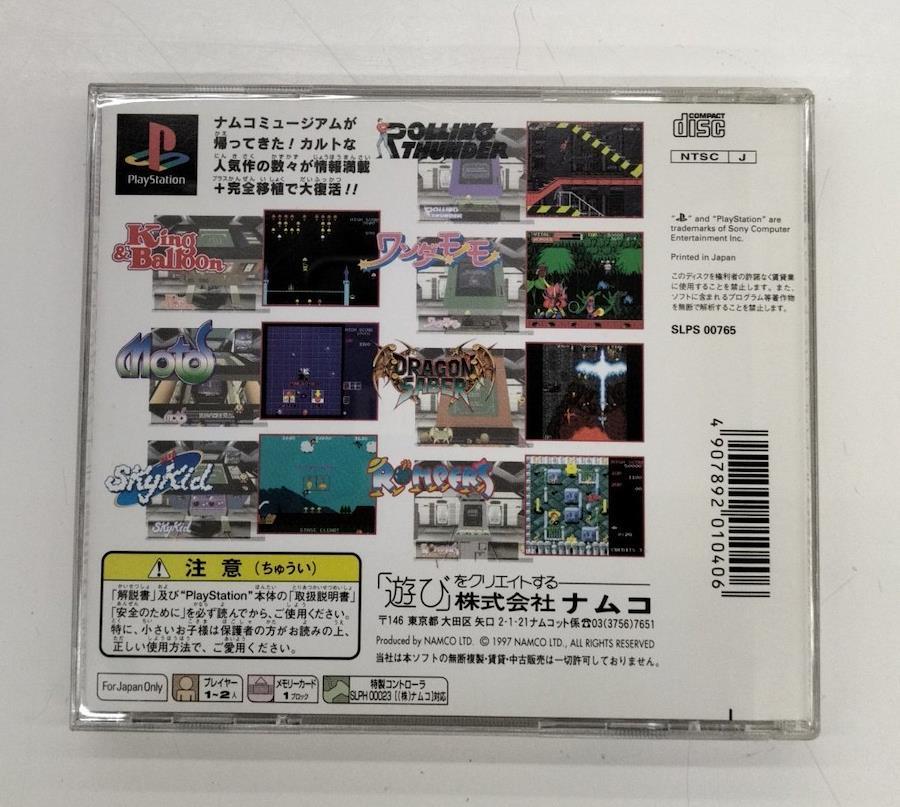 PlayStation
ナムコミュージアムが
帰ってきた!カルトな
人気作の数々が情報満載
+完全移植で大復活!!
ROLLING
THUNDER
COMPACT
disc
NTSC J
King
& Balloon
ワンダーモモ
MOTOS
DRAGON
SABER
SKYKID
ROMPERS
"PS" and "PlayStation" are
trademarks of Sony Computer
Entertainment Inc.
Printed in Japan
このディスクを権利者の許諾なく賃貸業
に使用することを禁止します。また、
ソフトに含まれるプログラム等著作物
を無断で解析することを禁止します。
SLPS 00765
4 907892 010406
注意(ちゅうい)
「解説書」及び"PlayStation"本体の「取扱説明書」
「安全のために」を必ず読んでから、ご使用ください。
特に、小さいお子様は保護者の方がお読みの上、
正しい使用方法で、ご愛用ください。
「遊び」をクリエイトする
株式会社ナムコ
〒146 東京都 大田区 矢口 2-1-21ナムコット係☎03(3756)7651
Produced by NAMCO LTD. © 1997 NAMCO LTD., ALL RIGHTS RESERVED
当社は本ソフトの無断複製・賃貸・中古販売は一切許可しておりません。
For Japan Only
プレイヤー
1~2人
メモリーカード
1ブロック
特製コントローラ
SLPH 00023 [(株)ナムコ]対応